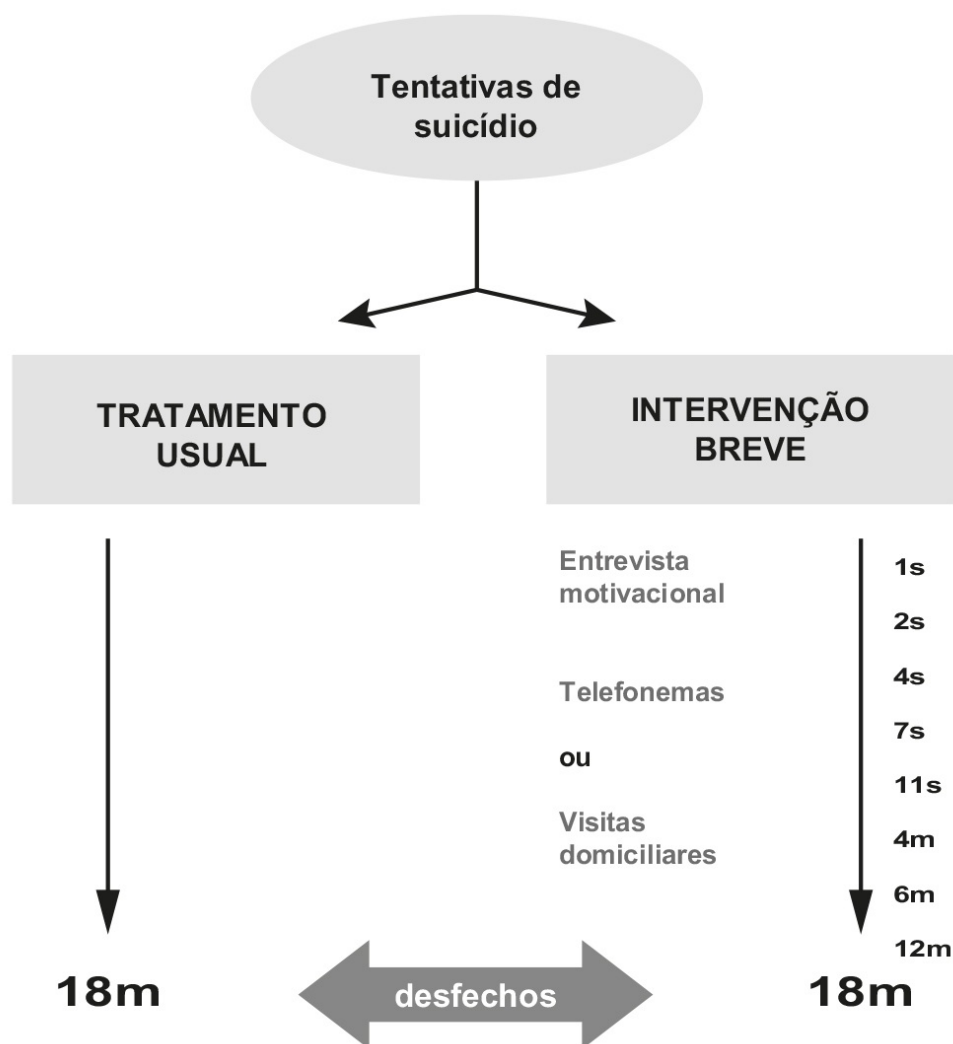 Tentativas de
suicídio
TRATAMENTO
USUAL
INTERVENÇÃO
BREVE
Entrevista
motivacional
Telefonemas
ou
Visitas
domiciliares
1s
2s
4s
7s
11s
4m
6m
12m
18m
desfechos
18m